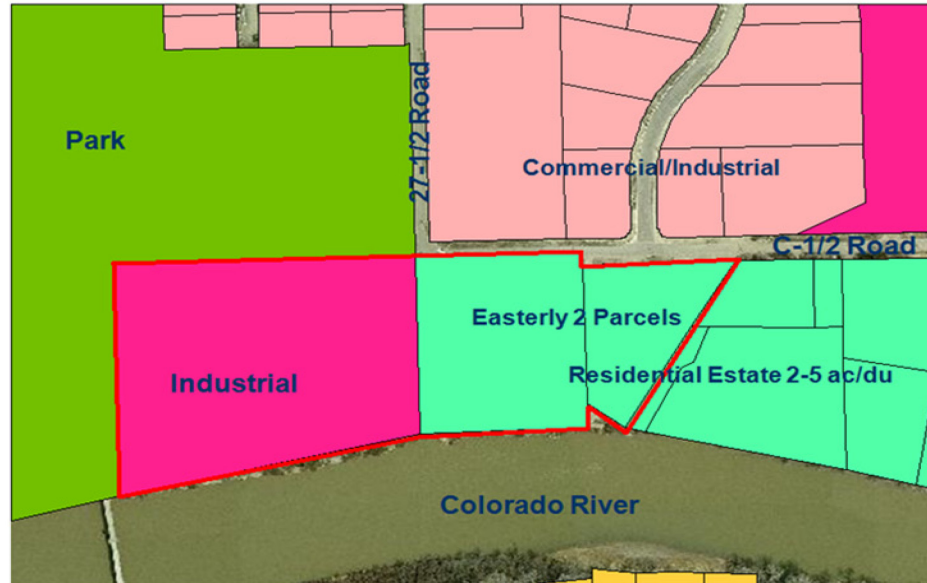 Park
27-1/2 Road
Commercial/Industrial
C-1/2 Road
Easterly 2 Parcels
Industrial
Residential Estate 2-5 ac/du
Colorado River